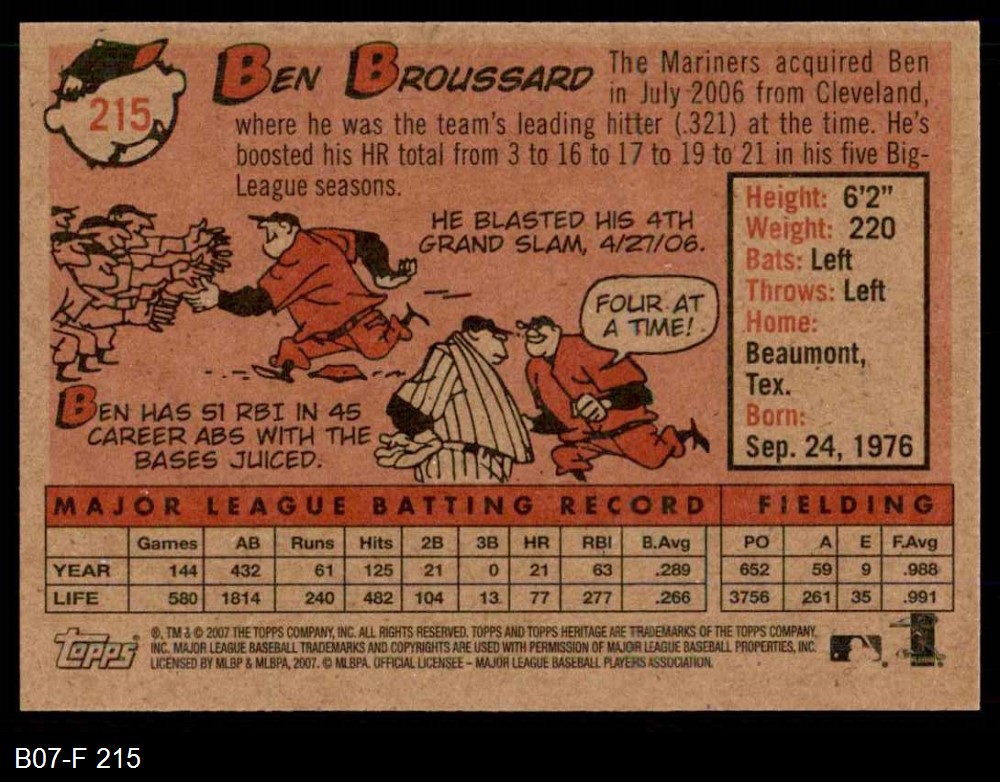 215
BEN BROUSSARD
The Mariners acquired Ben
in July 2006 from Cleveland,
where he was the team's leading hitter (.321) at the time. He's
boosted his HR total from 3 to 16 to 17 to 19 to 21 in his five Big-
League seasons.
HE BLASTED HIS 4TH
GRAND SLAM, 4/27/06.
FOUR AT
A TIME!
BEN HAS 51 RBI IN 45
CAREER ABS WITH THE
BASES JUICED.
Height: 6'2"
Weight: 220
Bats: Left
Throws: Left
Home:
Beaumont,
Tex.
Born:
Sep. 24, 1976
MAJOR LEAGUE BATTING RECORD FIELDING
Games AB Runs Hits 2B 3B HR RBI B.Avg PO A E F.Avg
YEAR 144 432 61 125 21 0 21 63 .289 652 59 9 .988
LIFE 580 1814 240 482 104 13 77 277 .266 3756 261 35 .991
topps
®, TM & © 2007 THE TOPPS COMPANY, INC. ALL RIGHTS RESERVED. TOPPS AND TOPPS HERITAGE ARE TRADEMARKS OF THE TOPPS COMPANY,
INC. MAJOR LEAGUE BASEBALL TRADEMARKS AND COPYRIGHTS ARE USED WITH PERMISSION OF MAJOR LEAGUE BASEBALL PROPERTIES, INC.
LICENSED BY MLBP & MLBPA, 2007. © MLBPA. OFFICIAL LICENSEE – MAJOR LEAGUE BASEBALL PLAYERS ASSOCIATION.
B07-F 215